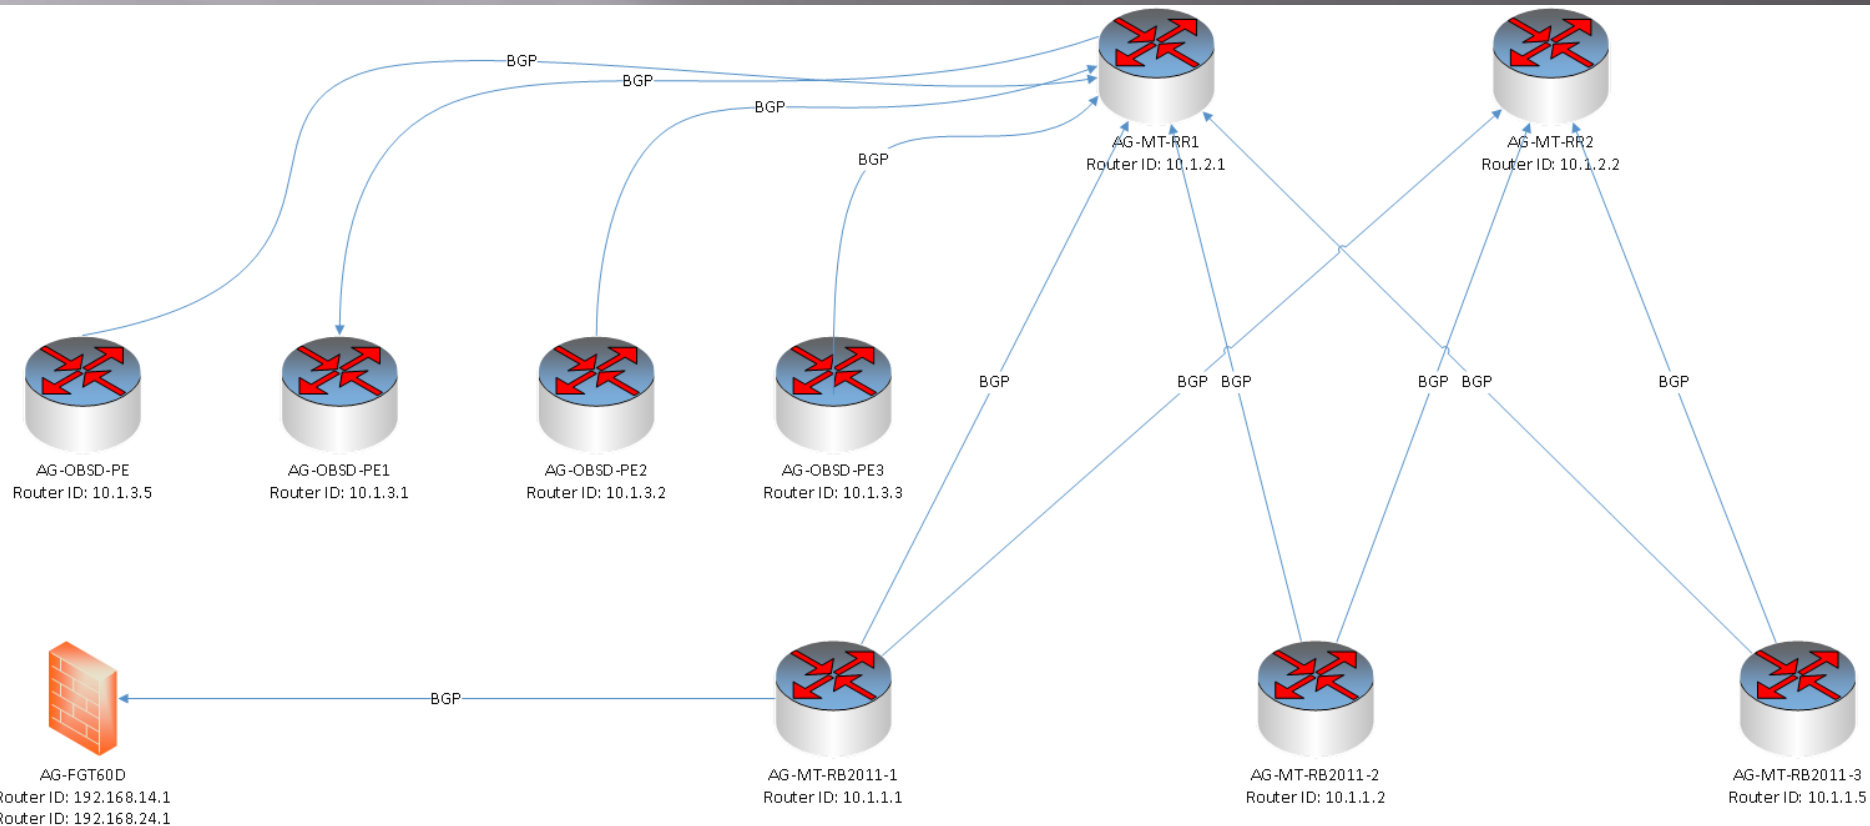 BGP
BGP
BGP
BGP
AG-MT-RR1
Router ID: 10.1.2.1
AG-MT-RR2
Router ID: 10.1.2.2
BGP
BGP
BGP
BGP
BGP
BGP
AG-OBSD-PE
Router ID: 10.1.3.5
AG-OBSD-PE1
Router ID: 10.1.3.1
AG-OBSD-PE2
Router ID: 10.1.3.2
AG-OBSD-PE3
Router ID: 10.1.3.3
BGP
AG-FGT60D
Router ID: 192.168.14.1
Router ID: 192.168.24.1
AG-MT-RB2011-1
Router ID: 10.1.1.1
AG-MT-RB2011-2
Router ID: 10.1.1.2
AG-MT-RB2011-3
Router ID: 10.1.1.5